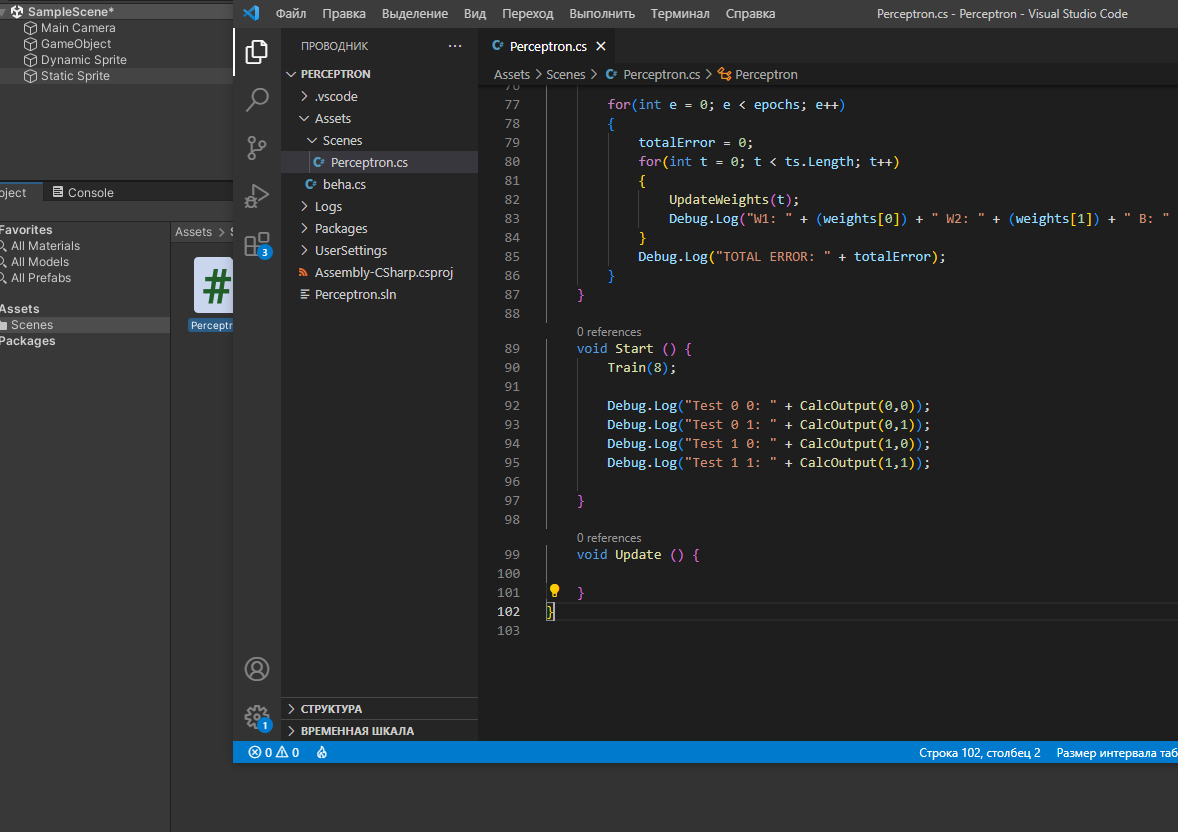 SampleScene*
Main Camera
GameObject
Dynamic Sprite
Static Sprite
oject
Console
Favorites
All Materials
All Models
All Prefabs
Assets
Scenes
Packages
Assets > S
#
Perceptr
Файл Правка Выделение Вид Переход Выполнить Терминал Справка
Perceptron.cs - Perceptron - Visual Studio Code
ПРОВОДНИК
PERCEPTRON
.vscode
Assets
Scenes
Perceptron.cs
beha.cs
Logs
Packages
UserSettings
Assembly-CSharp.csproj
Perceptron.sln
СТРУКТУРА
ВРЕМЕННАЯ ШКАЛА
3
1
Perceptron.cs
Assets > Scenes > Perceptron.cs > Perceptron
76
77 for(int e = 0; e < epochs; e++)
78 {
79 totalError = 0;
80 for(int t = 0; t < ts.Length; t++)
81 {
82 UpdateWeights(t);
83 Debug.Log("W1: " + (weights[0]) + " W2: " + (weights[1]) + " B: "
84 }
85 Debug.Log("TOTAL ERROR: " + totalError);
86 }
87 }
88
0 references
89 void Start () {
90 Train(8);
91
92 Debug.Log("Test 0 0: " + CalcOutput(0,0));
93 Debug.Log("Test 0 1: " + CalcOutput(0,1));
94 Debug.Log("Test 1 0: " + CalcOutput(1,0));
95 Debug.Log("Test 1 1: " + CalcOutput(1,1));
96
97 }
98
0 references
99 void Update () {
100
101 }
102 }
103
0 0
Строка 102, столбец 2
Размер интервала таб